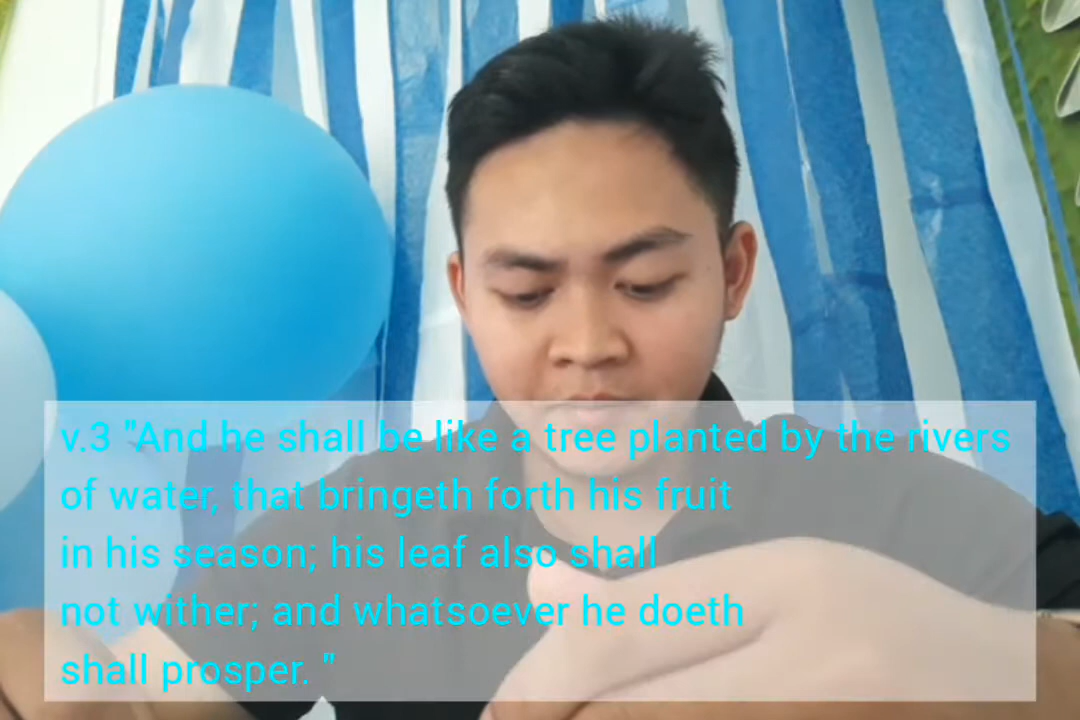 v.3 "And he shall be like a tree planted by the rivers
of water, that bringeth forth his fruit
in his season; his leaf also shall
not wither; and whatsoever he doeth
shall prosper. "